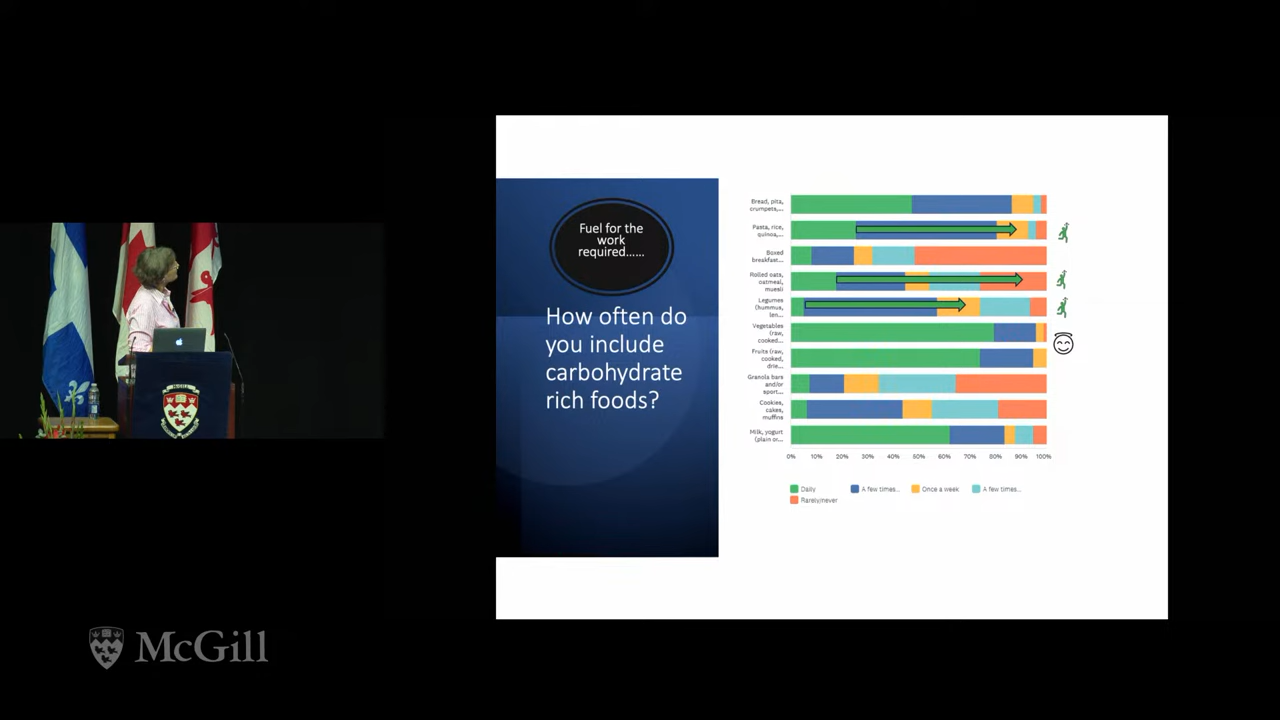 Fuel for the
work
required......
How often do
you include
carbohydrate
rich foods?
Bread, pita,
crumpets,...
Pasta, rice,
quinoa,...
Boxed
breakfast...
Rolled oats,
oatmeal,
muesli
Legumes
(hummus,
len...
Vegetables
(raw,
cooked...
Fruits (raw,
cooked,
drie...
Granola bars
and/or
sport...
Cookies,
cakes,
muffins
Milk, yogurt
(plain or...
0% 10% 20% 30% 40% 50% 60% 70% 80% 90% 100%
Daily A few times... Once a week A few times...
Rarely/never
McGILL
McGill